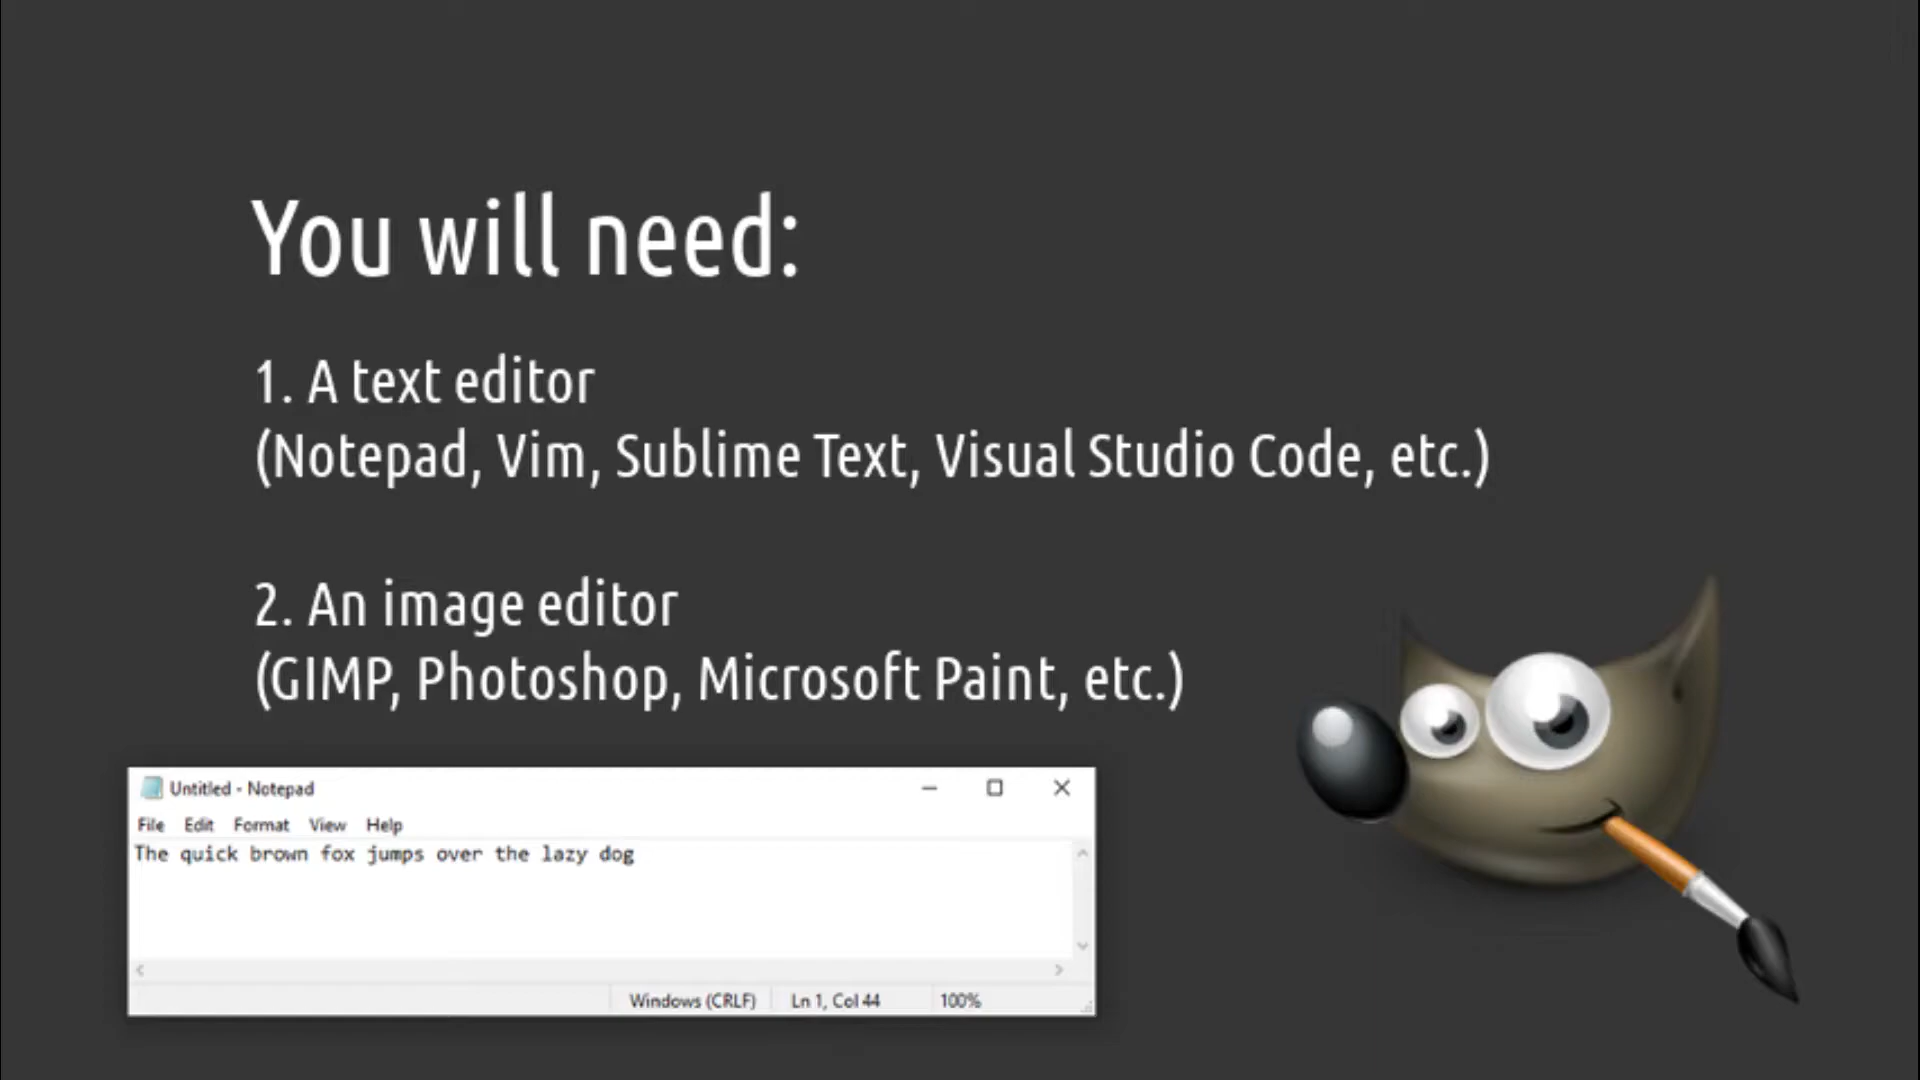 You will need:
1. A text editor
(Notepad, Vim, Sublime Text, Visual Studio Code, etc.)
2. An image editor
(GIMP, Photoshop, Microsoft Paint, etc.)
Untitled - Notepad
File Edit Format View Help
The quick brown fox jumps over the lazy dog
Windows (CRLF) Ln 1, Col 44 100%